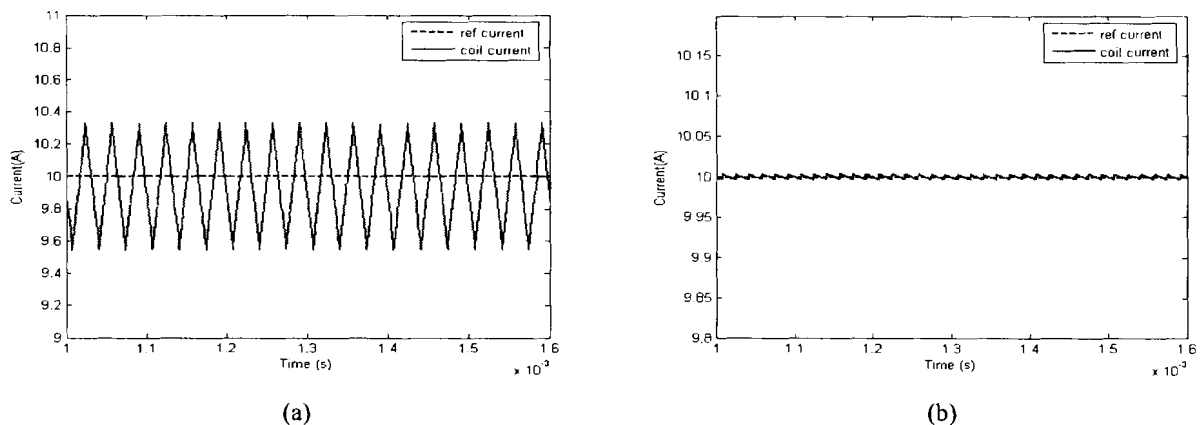 11
10.8
10.6
10.4
10.2
10
9.8
9.6
9.4
9.2
9
Current(A)
1
1.1
1.2
1.3
1.4
1.5
1.6
Time (s)
x 10-3
ref current
coil current
(a)
10.15
10.1
10.05
10
9.95
9.9
9.85
9.8
Current(A)
1
1.1
1.2
1.3
1.4
1.5
1.6
Time (s)
x 10-3
ref current
coil current
(b)